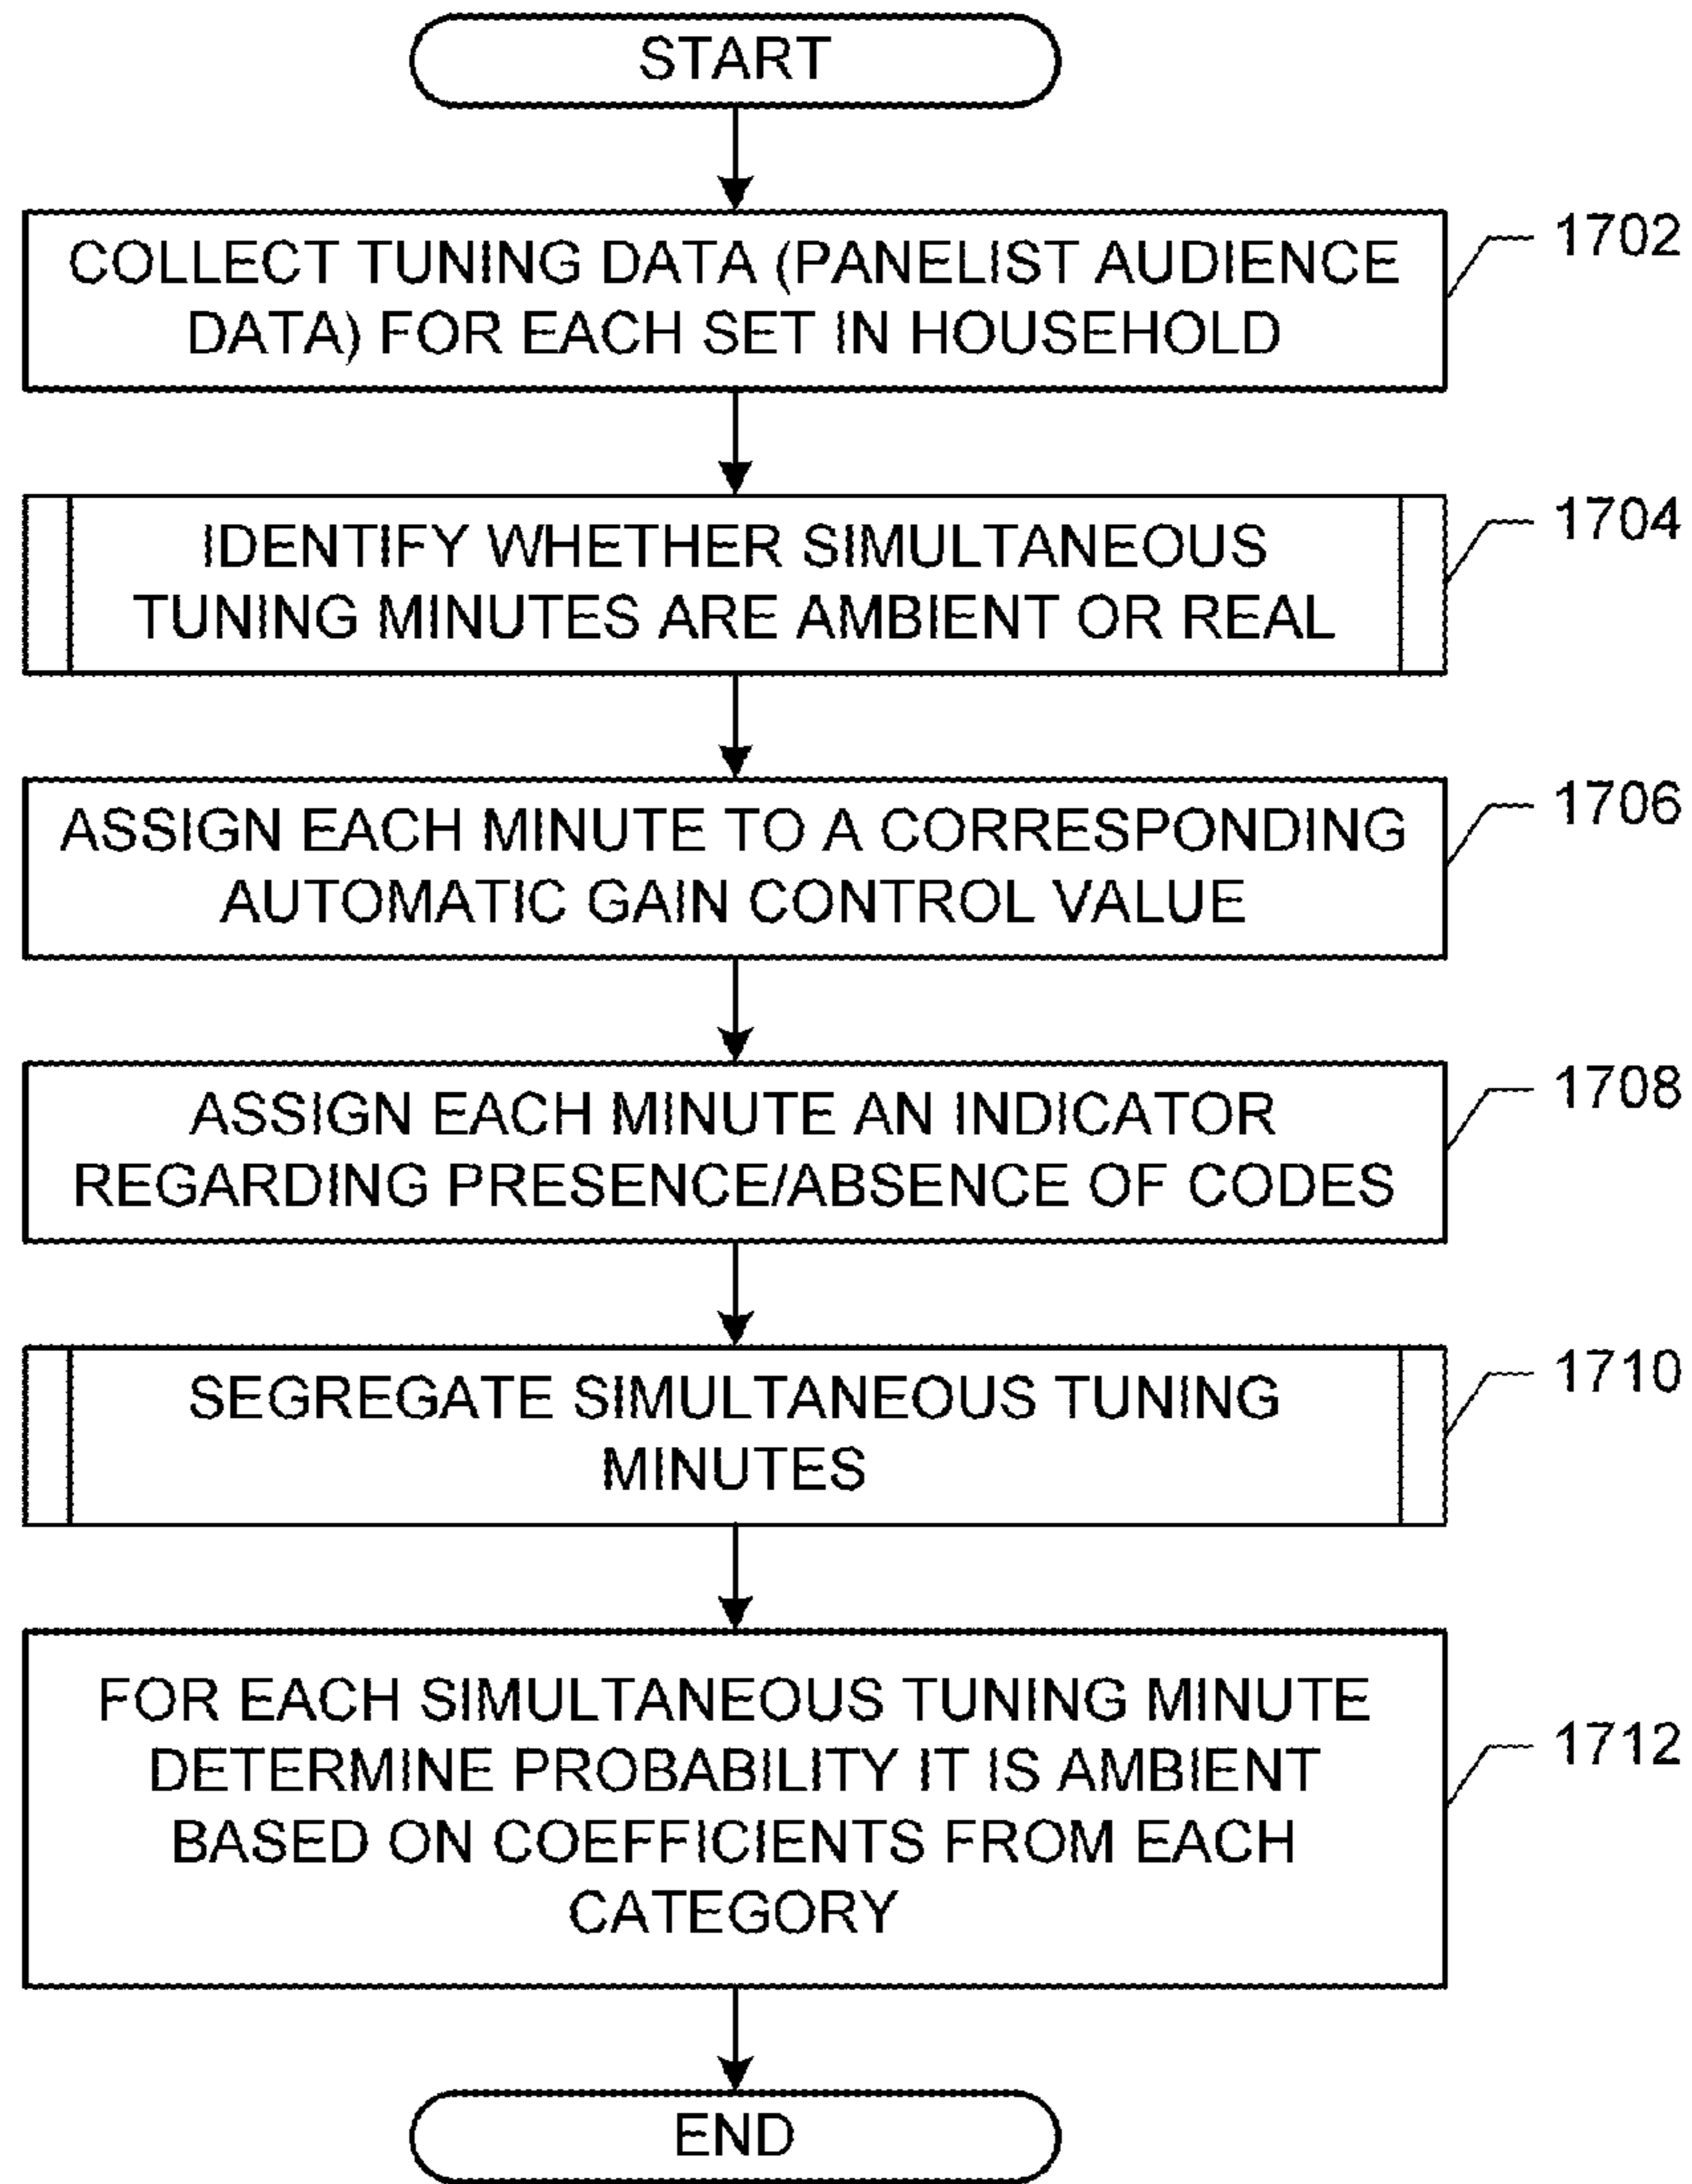 START
COLLECT TUNING DATA (PANELIST AUDIENCE
DATA) FOR EACH SET IN HOUSEHOLD
1702
IDENTIFY WHETHER SIMULTANEOUS
TUNING MINUTES ARE AMBIENT OR REAL
1704
ASSIGN EACH MINUTE TO A CORRESPONDING
AUTOMATIC GAIN CONTROL VALUE
1706
ASSIGN EACH MINUTE AN INDICATOR
REGARDING PRESENCE/ABSENCE OF CODES
1708
SEGREGATE SIMULTANEOUS TUNING
MINUTES
1710
FOR EACH SIMULTANEOUS TUNING MINUTE
DETERMINE PROBABILITY IT IS AMBIENT
BASED ON COEFFICIENTS FROM EACH
CATEGORY
1712
END